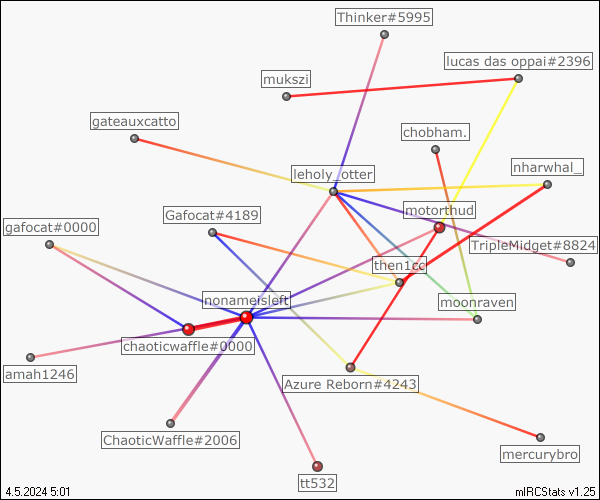 Thinker#5995
lucas das oppai#2396
mukszi
gateauxcatto
chobham.
leholy_otter
nharwhal_
motorthud
Gafocat#4189
gafocat#0000
TripleMidget#8824
then1cc
nonameisleft
moonraven
chaoticwaffle#0000
amah1246
Azure Reborn#4243
ChaoticWaffle#2006
mercurybro
tt532
4.5.2024 5:01
mIRCStats v1.25